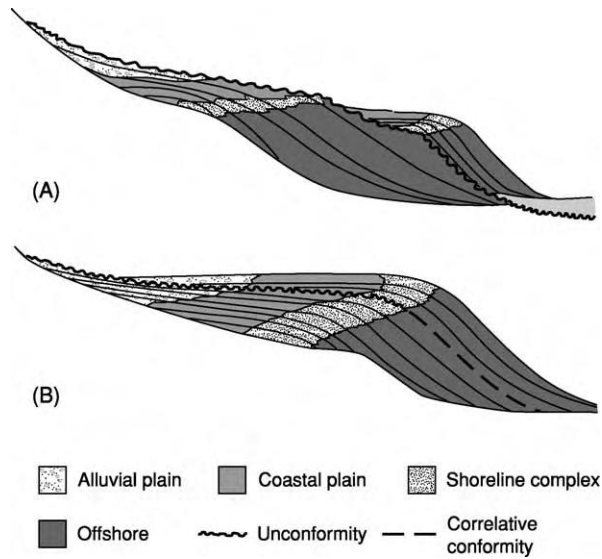 (A)
(B)
Alluvial plain
Coastal plain
Shoreline complex
Offshore
Unconformity
Correlative
conformity